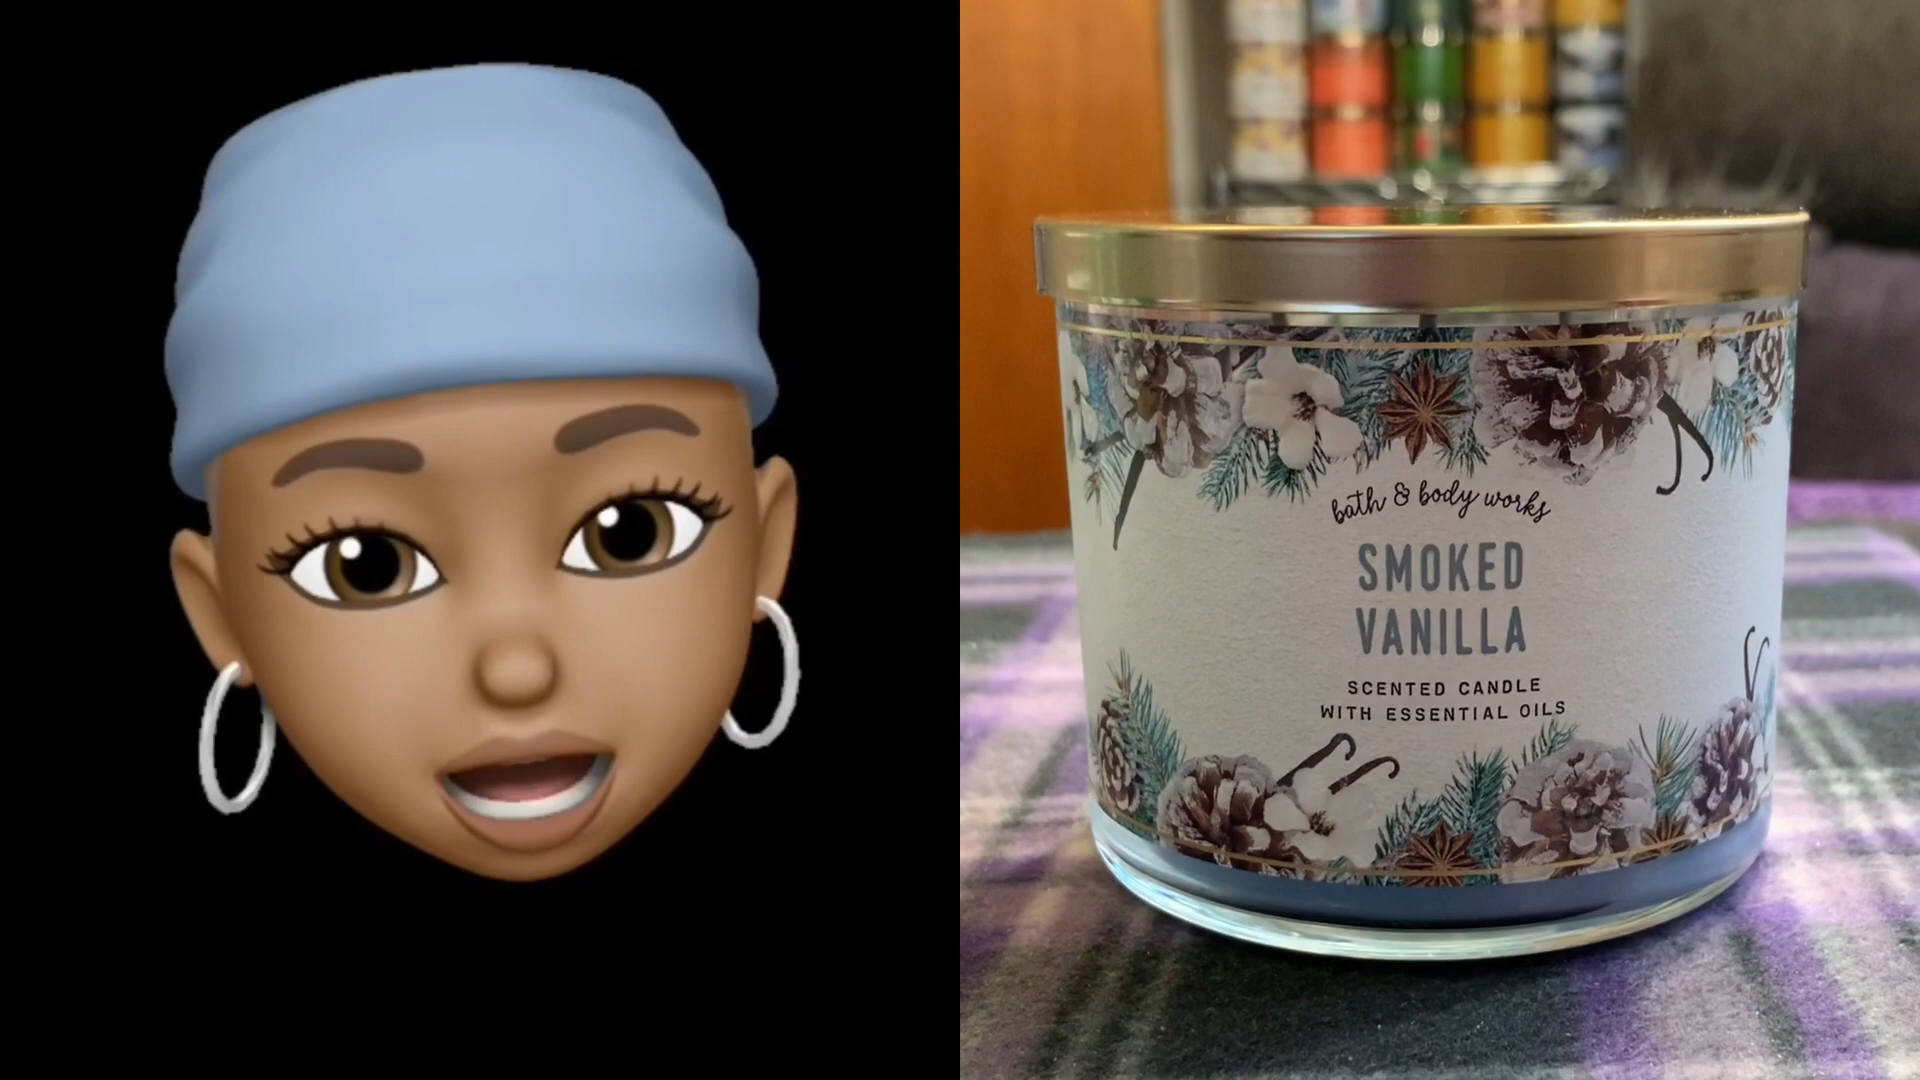 bath & body works
SMOKED
VANILLA
SCENTED CANDLE
WITH ESSENTIAL OILS